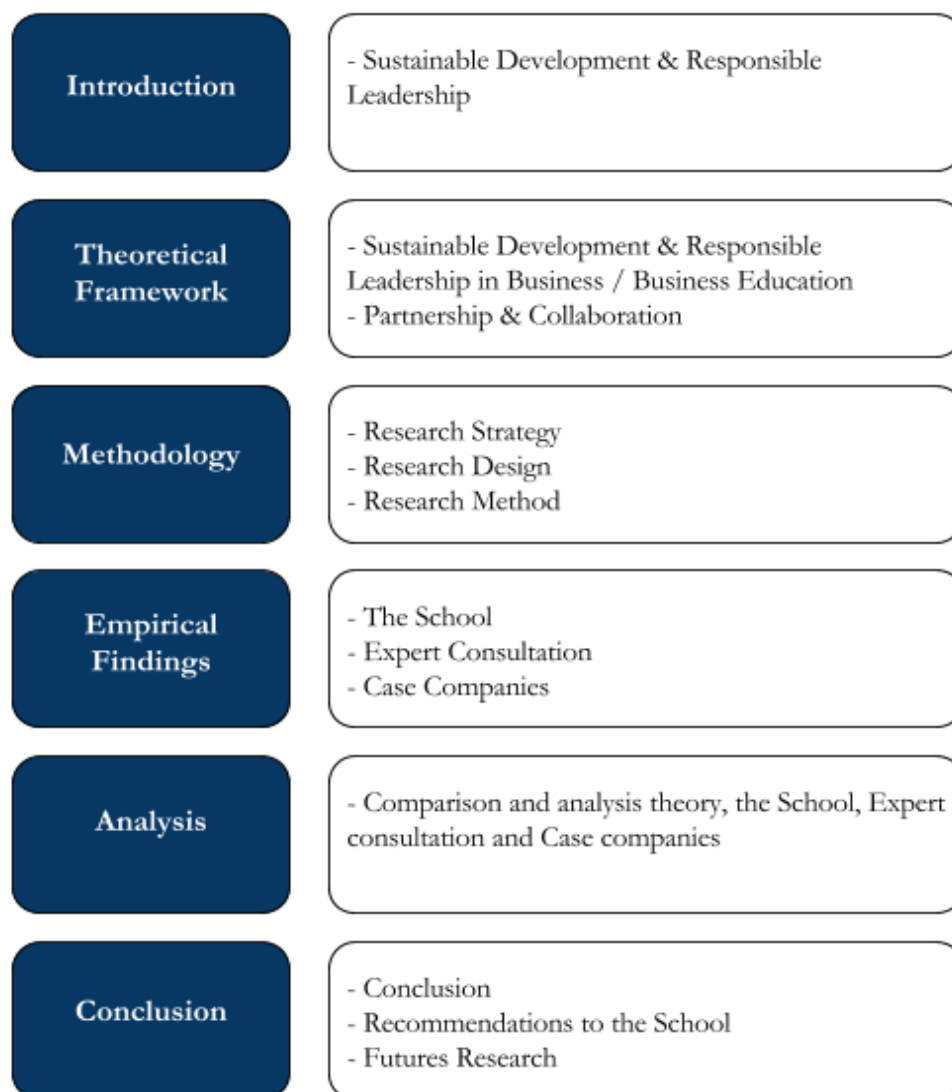 Introduction
- Sustainable Development & Responsible
Leadership
Theoretical
Framework
- Sustainable Development & Responsible
Leadership in Business / Business Education
- Partnership & Collaboration
Methodology
- Research Strategy
- Research Design
- Research Method
Empirical
Findings
- The School
- Expert Consultation
- Case Companies
Analysis
- Comparison and analysis theory, the School, Expert
consultation and Case companies
Conclusion
- Conclusion
- Recommendations to the School
- Futures Research